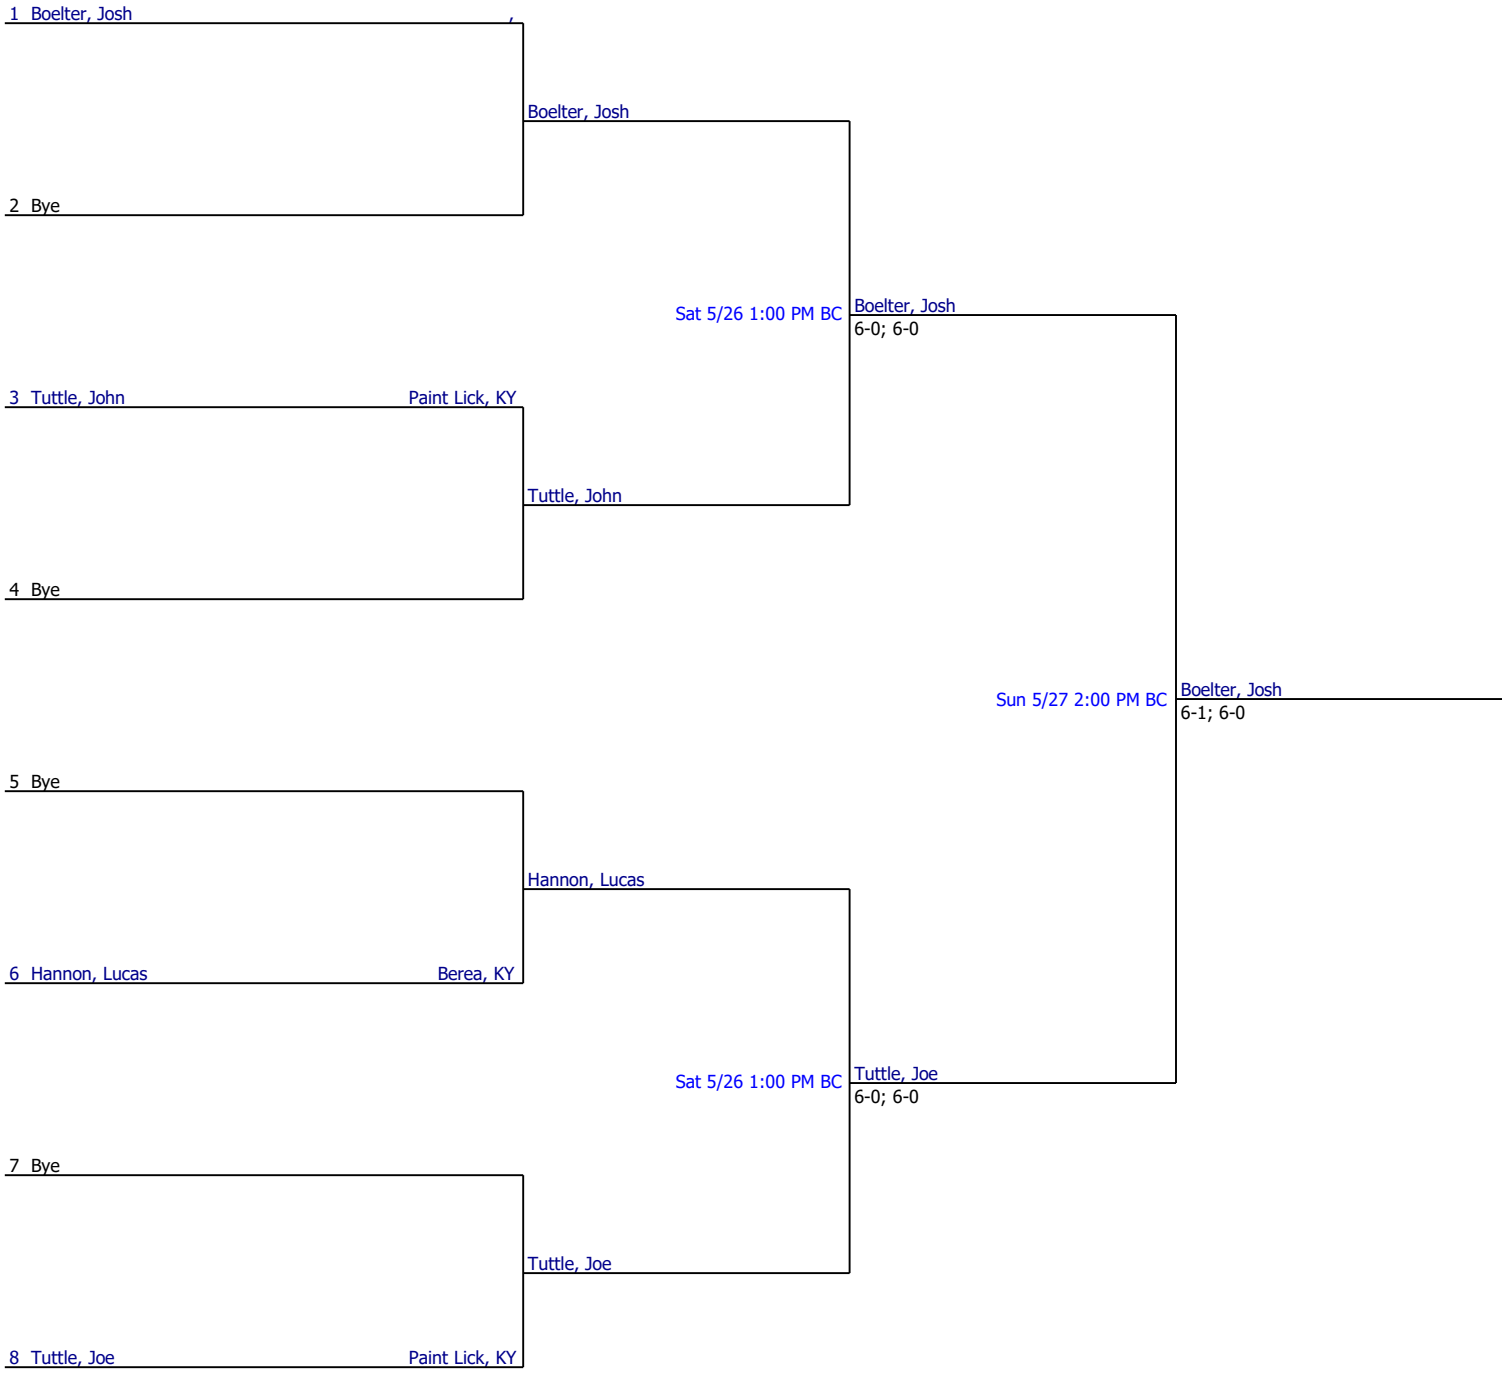 1 Boelter, Josh ,
Boelter, Josh
2 Bye
Sat 5/26 1:00 PM BC
Boelter, Josh
6-0; 6-0
3 Tuttle, John Paint Lick, KY
Tuttle, John
4 Bye
Sun 5/27 2:00 PM BC
Boelter, Josh
6-1; 6-0
5 Bye
Hannon, Lucas
6 Hannon, Lucas Berea, KY
Sat 5/26 1:00 PM BC
Tuttle, Joe
6-0; 6-0
7 Bye
Tuttle, Joe
8 Tuttle, Joe Paint Lick, KY